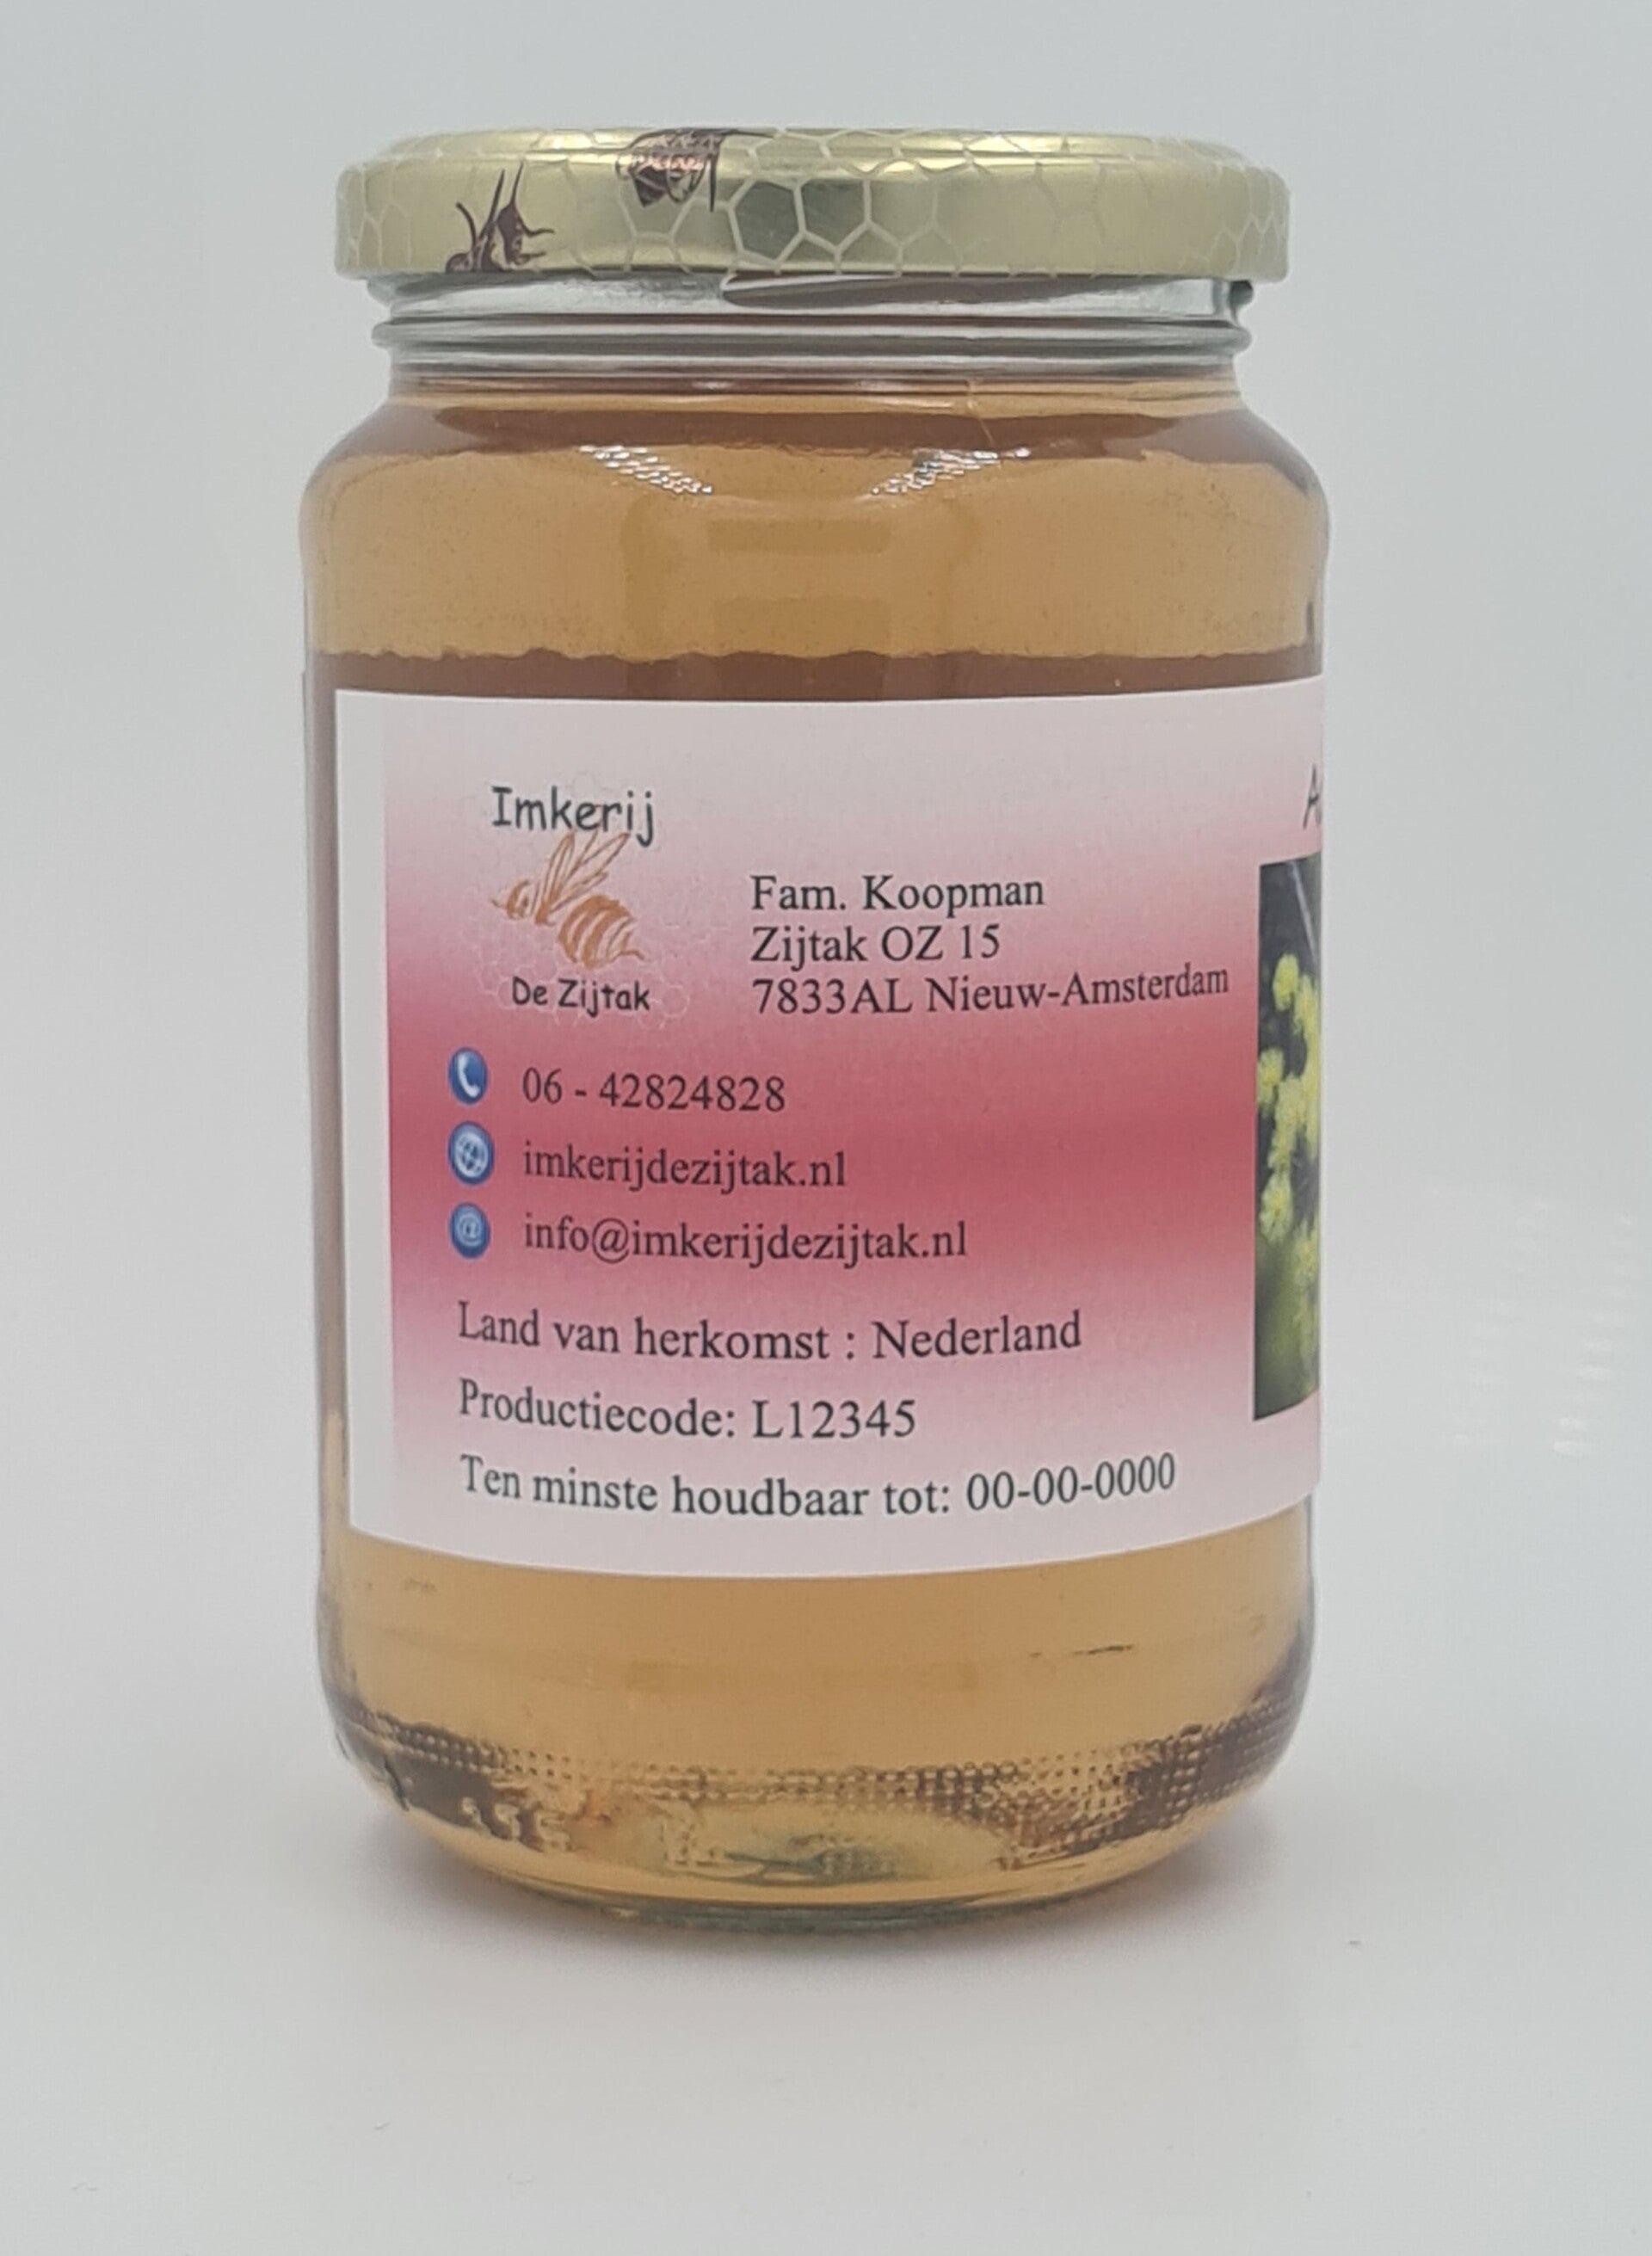 Imkerij
De Zijtak
Fam. Koopman
Zijtak OZ 15
7833AL Nieuw-Amsterdam
06 - 42824828
imkerijdezijtak.nl
info@imkerijdezijtak.nl
Land van herkomst : Nederland
Productiecode: L12345
Ten minste houdbaar tot: 00-00-0000